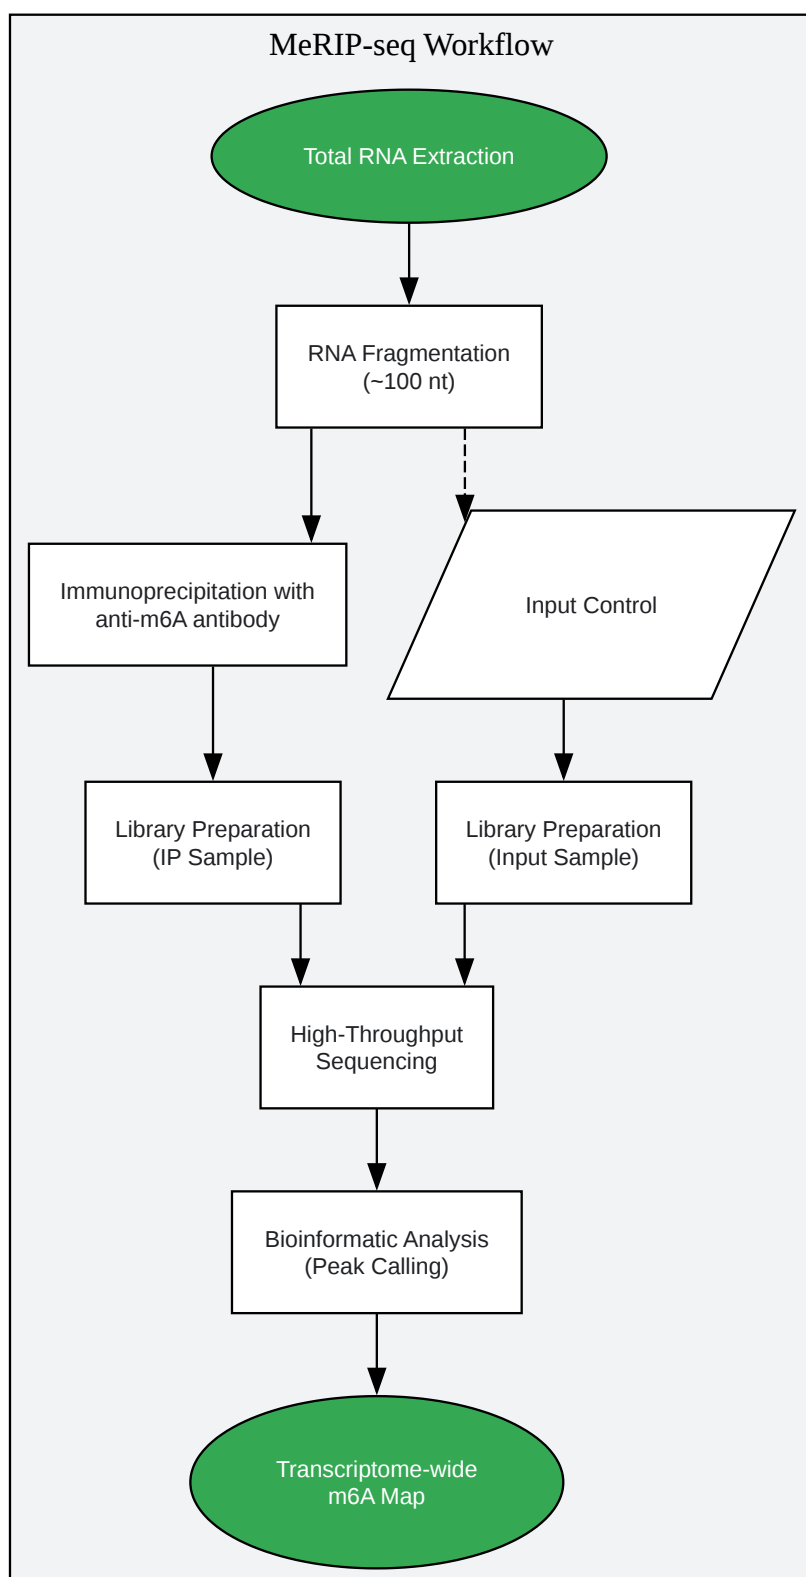 MeRIP-seq Workflow
Total RNA Extraction
RNA Fragmentation
(~100 nt)
Immunoprecipitation with
anti-m6A antibody
Input Control
Library Preparation
(IP Sample)
Library Preparation
(Input Sample)
High-Throughput
Sequencing
Bioinformatic Analysis
(Peak Calling)
Transcriptome-wide
m6A Map